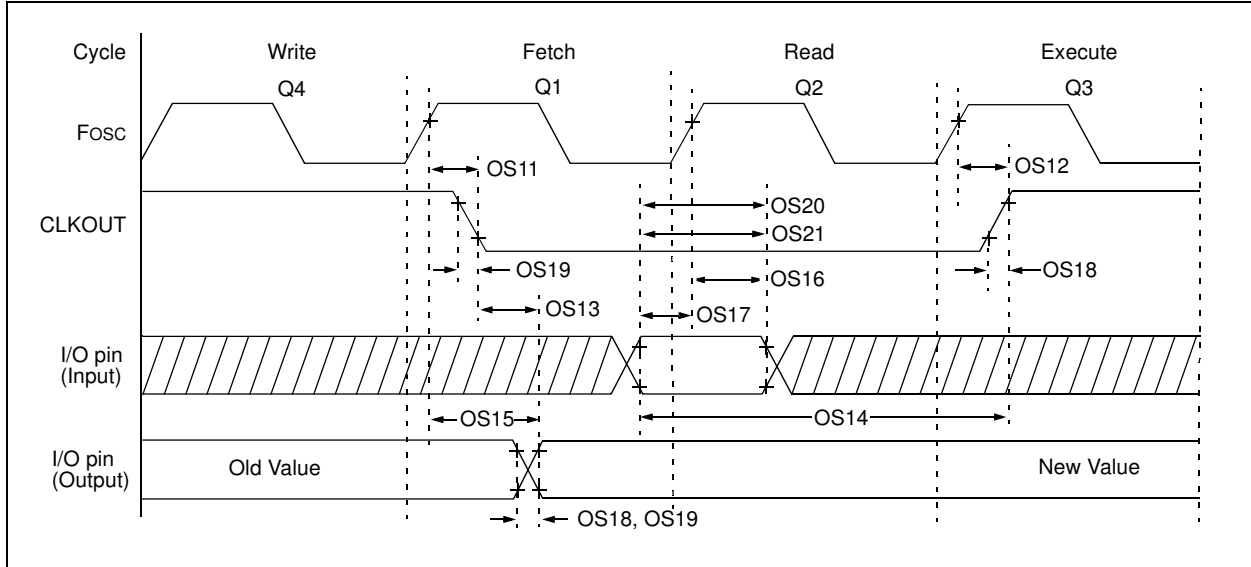 Cycle Write Fetch Read Execute
Q4 Q1 Q2 Q3
FOSC
OS11 OS12
CLKOUT
OS20
OS21
OS19 OS16 OS18
OS13 OS17
I/O pin
(Input)
OS15 OS14
I/O pin
(Output)
Old Value New Value
OS18, OS19